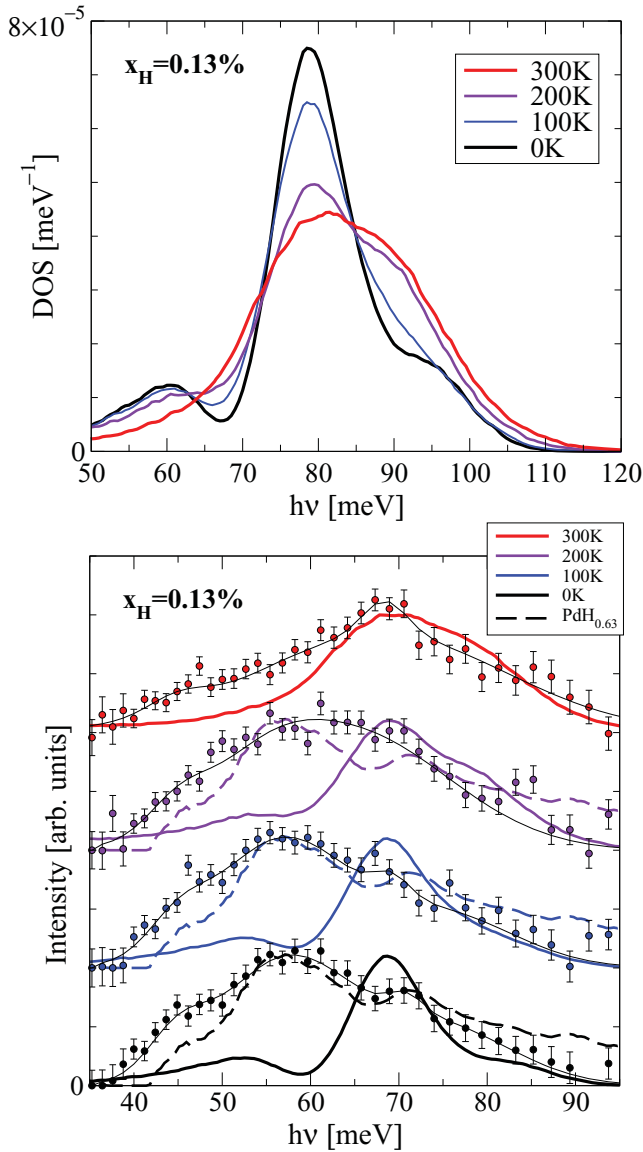 8×10⁻⁵
x_H=0.13%
300K
200K
100K
0K
DOS [meV⁻¹]
0
50 60 70 80 90 100 110 120
hν [meV]
x_H=0.13%
300K
200K
100K
0K
PdH₀.₆₃
Intensity [arb. units]
0
40 50 60 70 80 90
hν [meV]